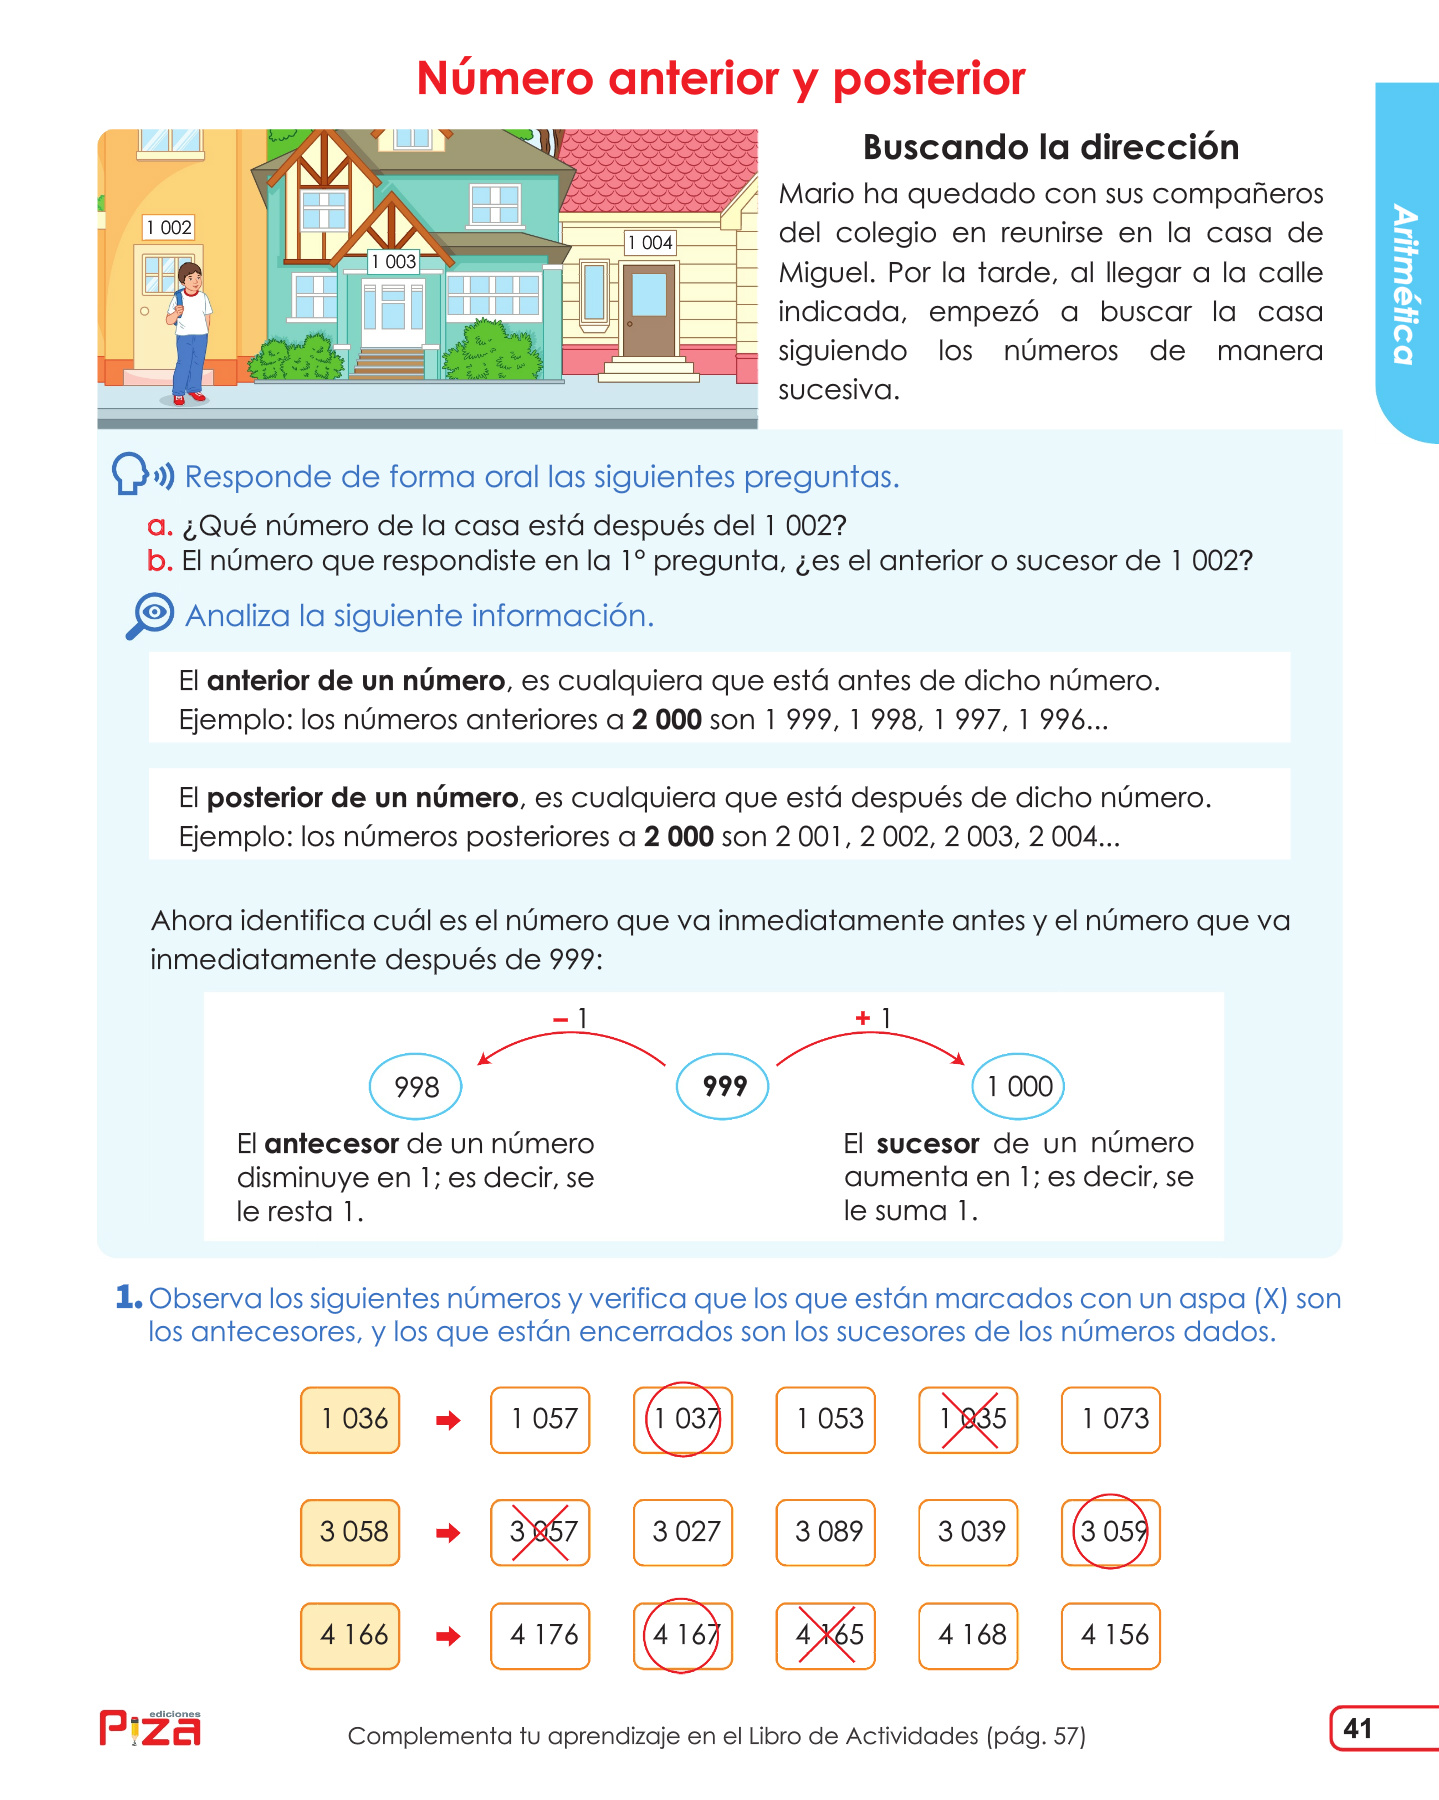 Número anterior y posterior
Aritmética
1 002
1 003
1 004
Buscando la dirección
Mario ha quedado con sus compañeros
del colegio en reunirse en la casa de
Miguel. Por la tarde, al llegar a la calle
indicada, empezó a buscar la casa
siguiendo los números de manera
sucesiva.
Responde de forma oral las siguientes preguntas.
a. ¿Qué número de la casa está después del 1 002?
b. El número que respondiste en la 1° pregunta, ¿es el anterior o sucesor de 1 002?
Analiza la siguiente información.
El anterior de un número, es cualquiera que está antes de dicho número.
Ejemplo: los números anteriores a 2 000 son 1 999, 1 998, 1 997, 1 996...
El posterior de un número, es cualquiera que está después de dicho número.
Ejemplo: los números posteriores a 2 000 son 2 001, 2 002, 2 003, 2 004...
Ahora identifica cuál es el número que va inmediatamente antes y el número que va
inmediatamente después de 999:
– 1 + 1
998 999 1 000
El antecesor de un número
disminuye en 1; es decir, se
le resta 1.
El sucesor de un número
aumenta en 1; es decir, se
le suma 1.
1. Observa los siguientes números y verifica que los que están marcados con un aspa (X) son
los antecesores, y los que están encerrados son los sucesores de los números dados.
1 036 1 057 1 037 1 053 1 035 1 073
3 058 3 057 3 027 3 089 3 039 3 059
4 166 4 176 4 167 4 165 4 168 4 156
ediciones
Piza
Complementa tu aprendizaje en el Libro de Actividades (pág. 57)
41